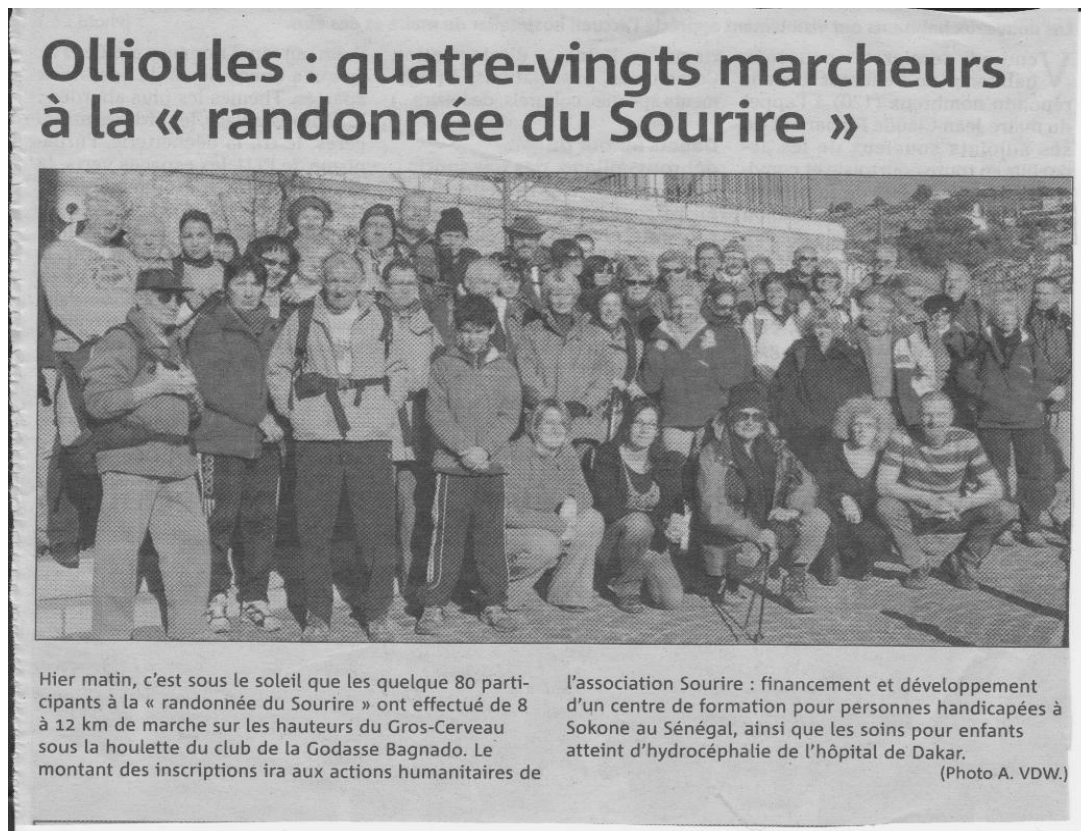 Ollioules : quatre-vingts marcheurs
à la « randonnée du Sourire »
Hier matin, c'est sous le soleil que les quelque 80 parti-
cipants à la « randonnée du Sourire » ont effectué de 8
à 12 km de marche sur les hauteurs du Gros-Cerveau
sous la houlette du club de la Godasse Bagnado. Le
montant des inscriptions ira aux actions humanitaires de
l'association Sourire : financement et développement
d'un centre de formation pour personnes handicapées à
Sokone au Sénégal, ainsi que les soins pour enfants
atteint d'hydrocéphalie de l'hôpital de Dakar.
(Photo A. VDW.)